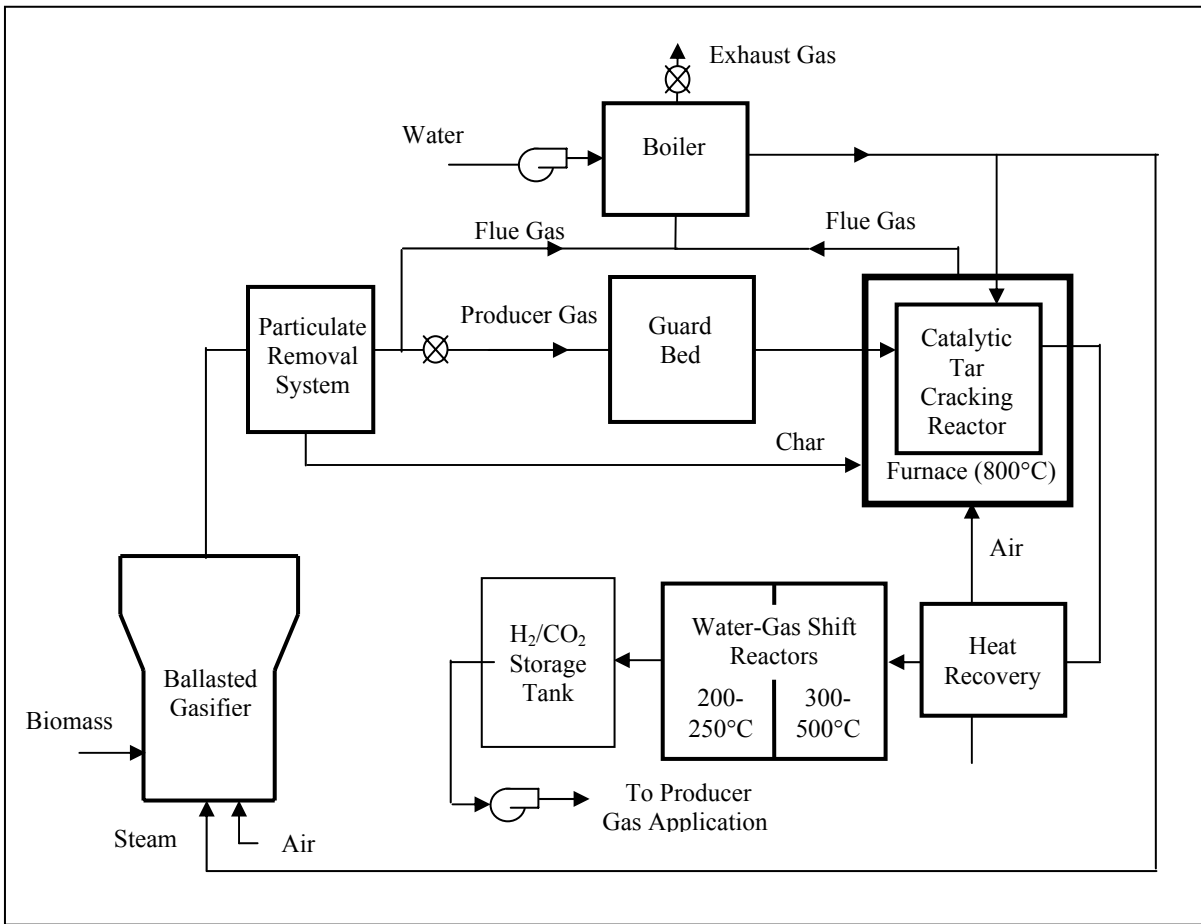 Exhaust Gas
Water
Boiler
Flue Gas
Flue Gas
Particulate
Removal
System
Producer Gas
Guard
Bed
Catalytic
Tar
Cracking
Reactor
Char
Furnace (800°C)
Air
Ballasted
Gasifier
Biomass
Steam
Air
H₂/CO₂
Storage
Tank
Water-Gas Shift
Reactors
200-
250°C
300-
500°C
Heat
Recovery
To Producer
Gas Application